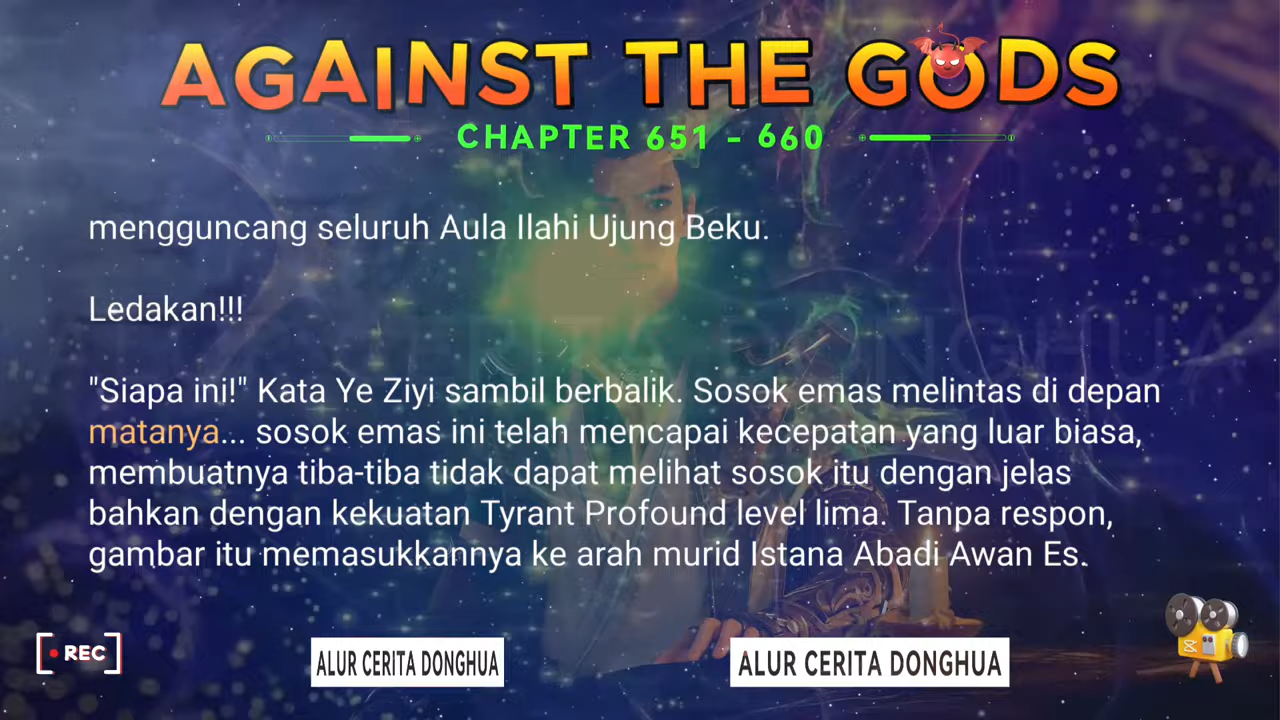 AGAINST THE GODS
CHAPTER 651 - 660
mengguncang seluruh Aula Ilahi Ujung Beku.
Ledakan!!!
"Siapa ini!" Kata Ye Ziyi sambil berbalik. Sosok emas melintas di depan
matanya... sosok emas ini telah mencapai kecepatan yang luar biasa,
membuatnya tiba-tiba tidak dapat melihat sosok itu dengan jelas
bahkan dengan kekuatan Tyrant Profound level lima. Tanpa respon,
gambar itu memasukkannya ke arah murid Istana Abadi Awan Es.
REC
ALUR CERITA DONGHUA
ALUR CERITA DONGHUA